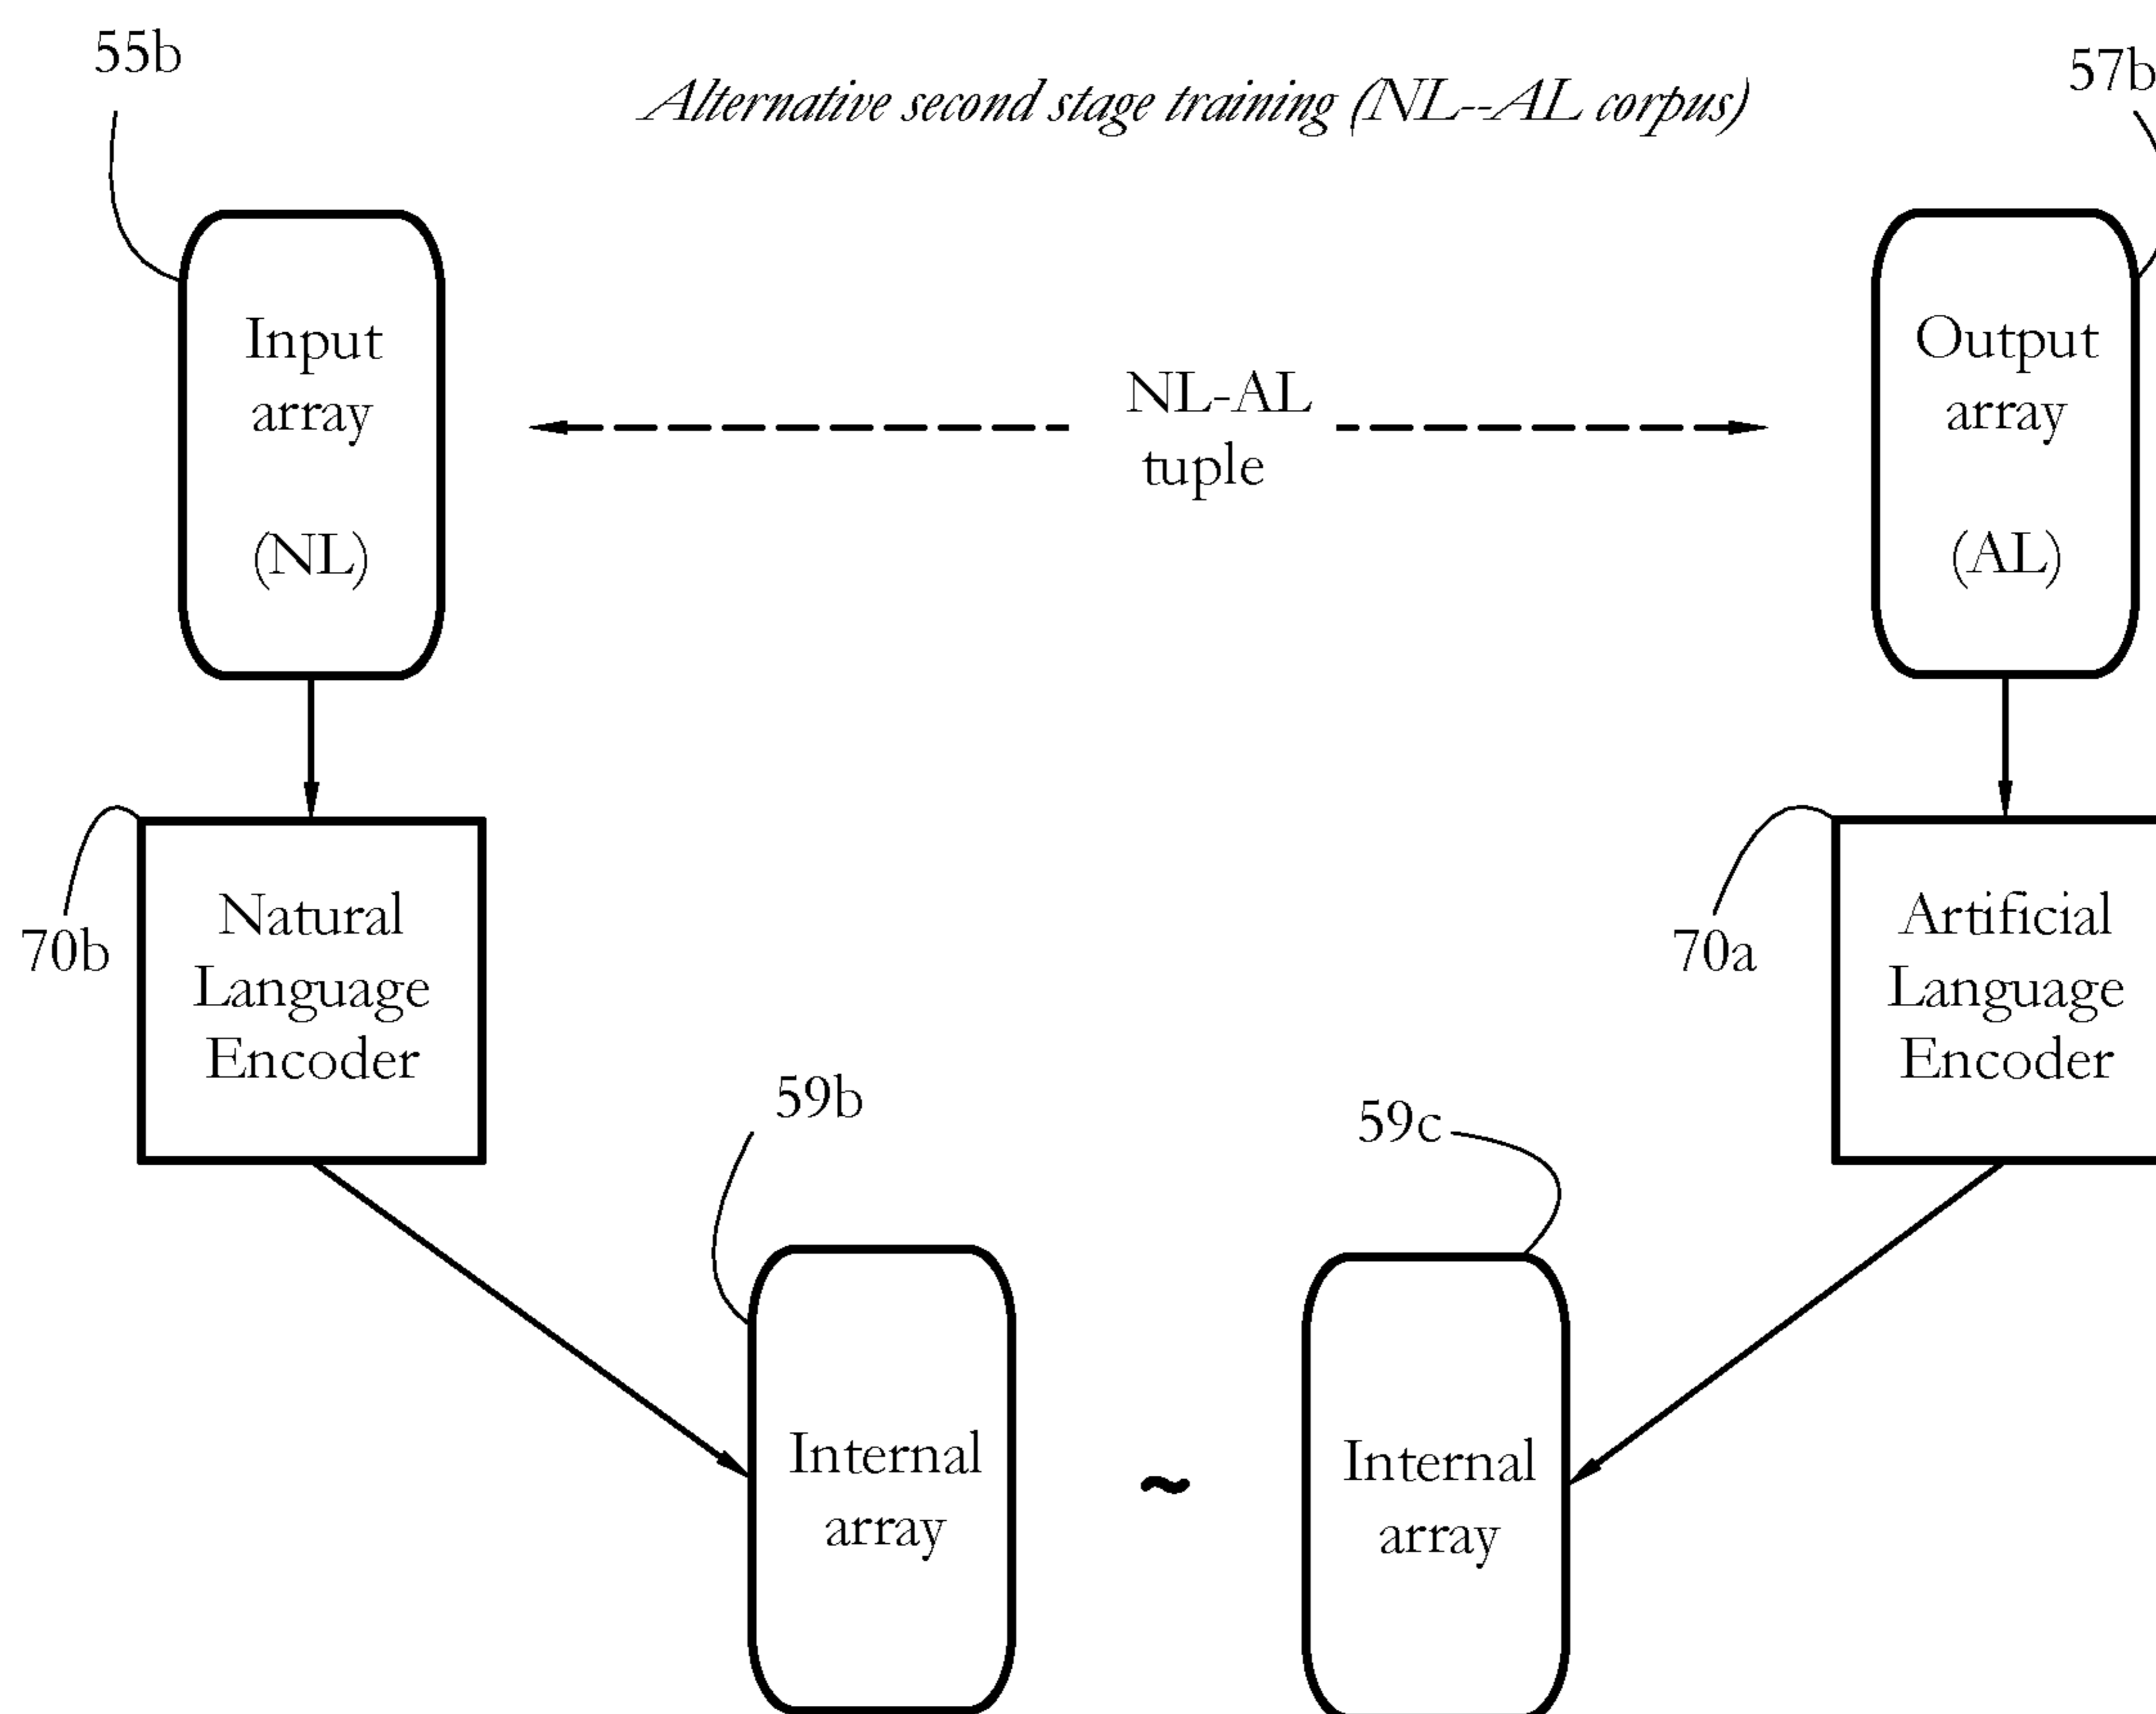 55b
57b
Alternative second stage training (NL--AL corpus)
Input
array
(NL)
NL-AL
tuple
Output
array
(AL)
70b
Natural
Language
Encoder
70a
Artificial
Language
Encoder
59b
59c
Internal
array
~
Internal
array